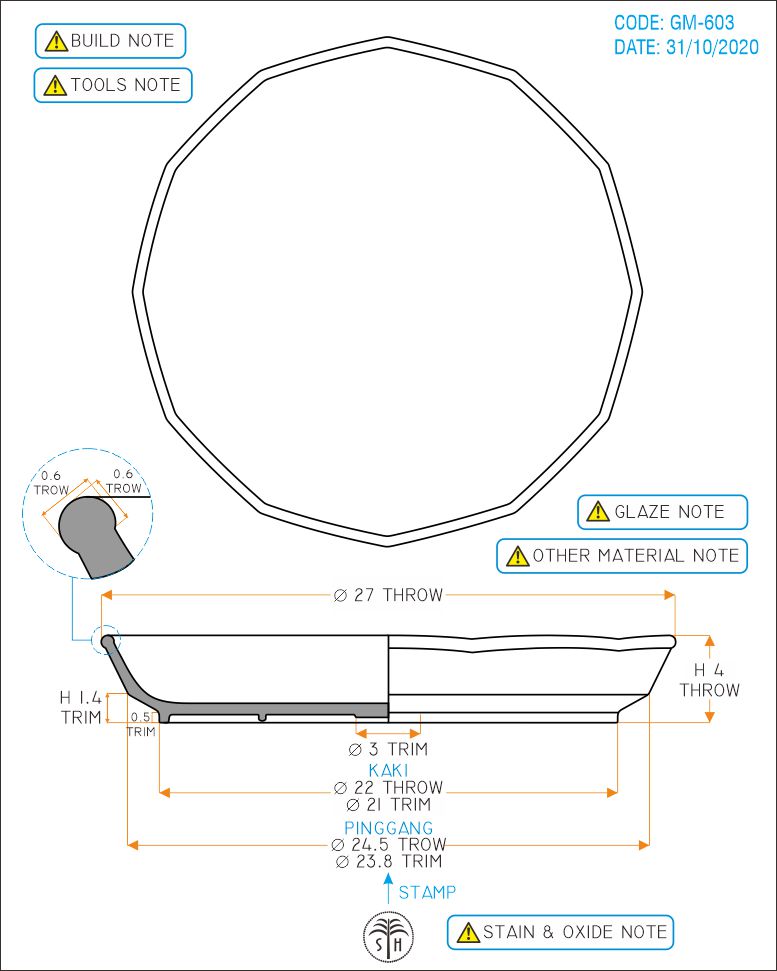 CODE: GM-603
DATE: 31/10/2020
BUILD NOTE
TOOLS NOTE
0.6
TROW
0.6
TROW
GLAZE NOTE
OTHER MATERIAL NOTE
Ø 27 THROW
H 4
THROW
H 1.4
TRIM
0.5
TRIM
Ø 3 TRIM
KAKI
Ø 22 THROW
Ø 21 TRIM
PINGGANG
Ø 24.5 TROW
Ø 23.8 TRIM
STAMP
S H
STAIN & OXIDE NOTE